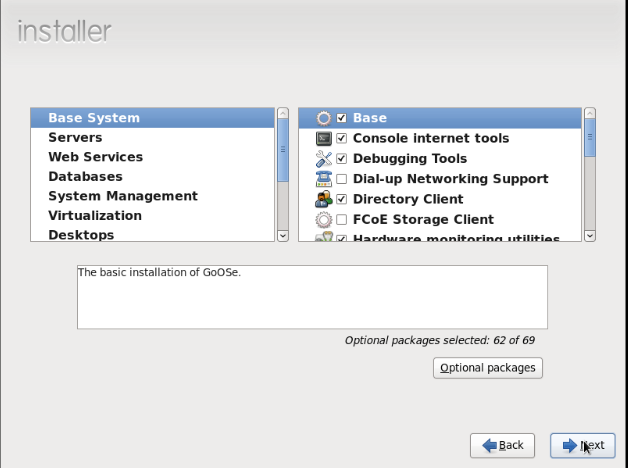 installer
Base System
Servers
Web Services
Databases
System Management
Virtualization
Desktops
Base
Console internet tools
Debugging Tools
Dial-up Networking Support
Directory Client
FCoE Storage Client
Hardware monitoring utilities
The basic installation of GoOSe.
Optional packages selected: 62 of 69
Optional packages
Back
Next